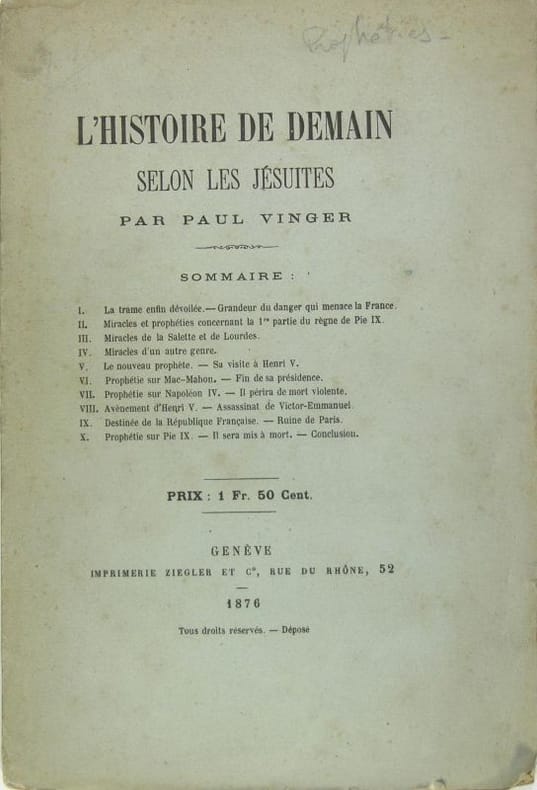 Prophéties -
L'HISTOIRE DE DEMAIN
SELON LES JÉSUITES
PAR PAUL VINGER
SOMMAIRE :
I. La trame enfin dévoilée. — Grandeur du danger qui menace la France.
II. Miracles et prophéties concernant la 1re partie du règne de Pie IX.
III. Miracles de la Salette et de Lourdes.
IV. Miracles d'un autre genre.
V. Le nouveau prophète. — Sa visite à Henri V.
VI. Prophétie sur Mac-Mahon. — Fin de sa présidence.
VII. Prophétie sur Napoléon IV. — Il périra de mort violente.
VIII. Avènement d'Henri V. — Assassinat de Victor-Emmanuel.
IX. Destinée de la République Française. — Ruine de Paris.
X. Prophétie sur Pie IX. — Il sera mis à mort. — Conclusion.
PRIX : 1 Fr. 50 Cent.
GENÈVE
IMPRIMERIE ZIEGLER ET Ce, RUE DU RHÔNE, 52
1876
Tous droits réservés. — Déposé